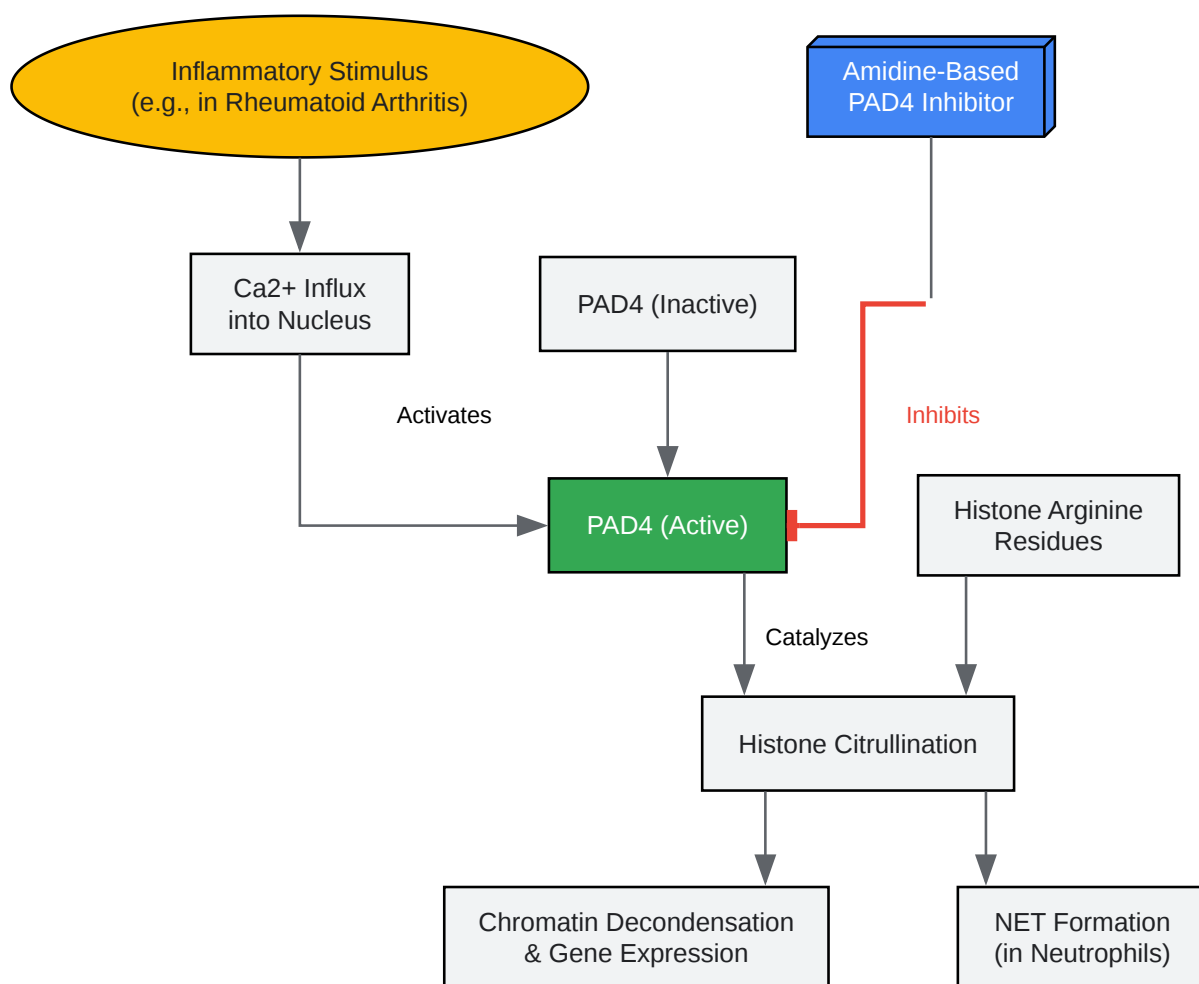 Inflammatory Stimulus
(e.g., in Rheumatoid Arthritis)
Amidine-Based
PAD4 Inhibitor
Ca2+ Influx
into Nucleus
PAD4 (Inactive)
Activates
Inhibits
PAD4 (Active)
Histone Arginine
Residues
Catalyzes
Histone Citrullination
Chromatin Decondensation
& Gene Expression
NET Formation
(in Neutrophils)